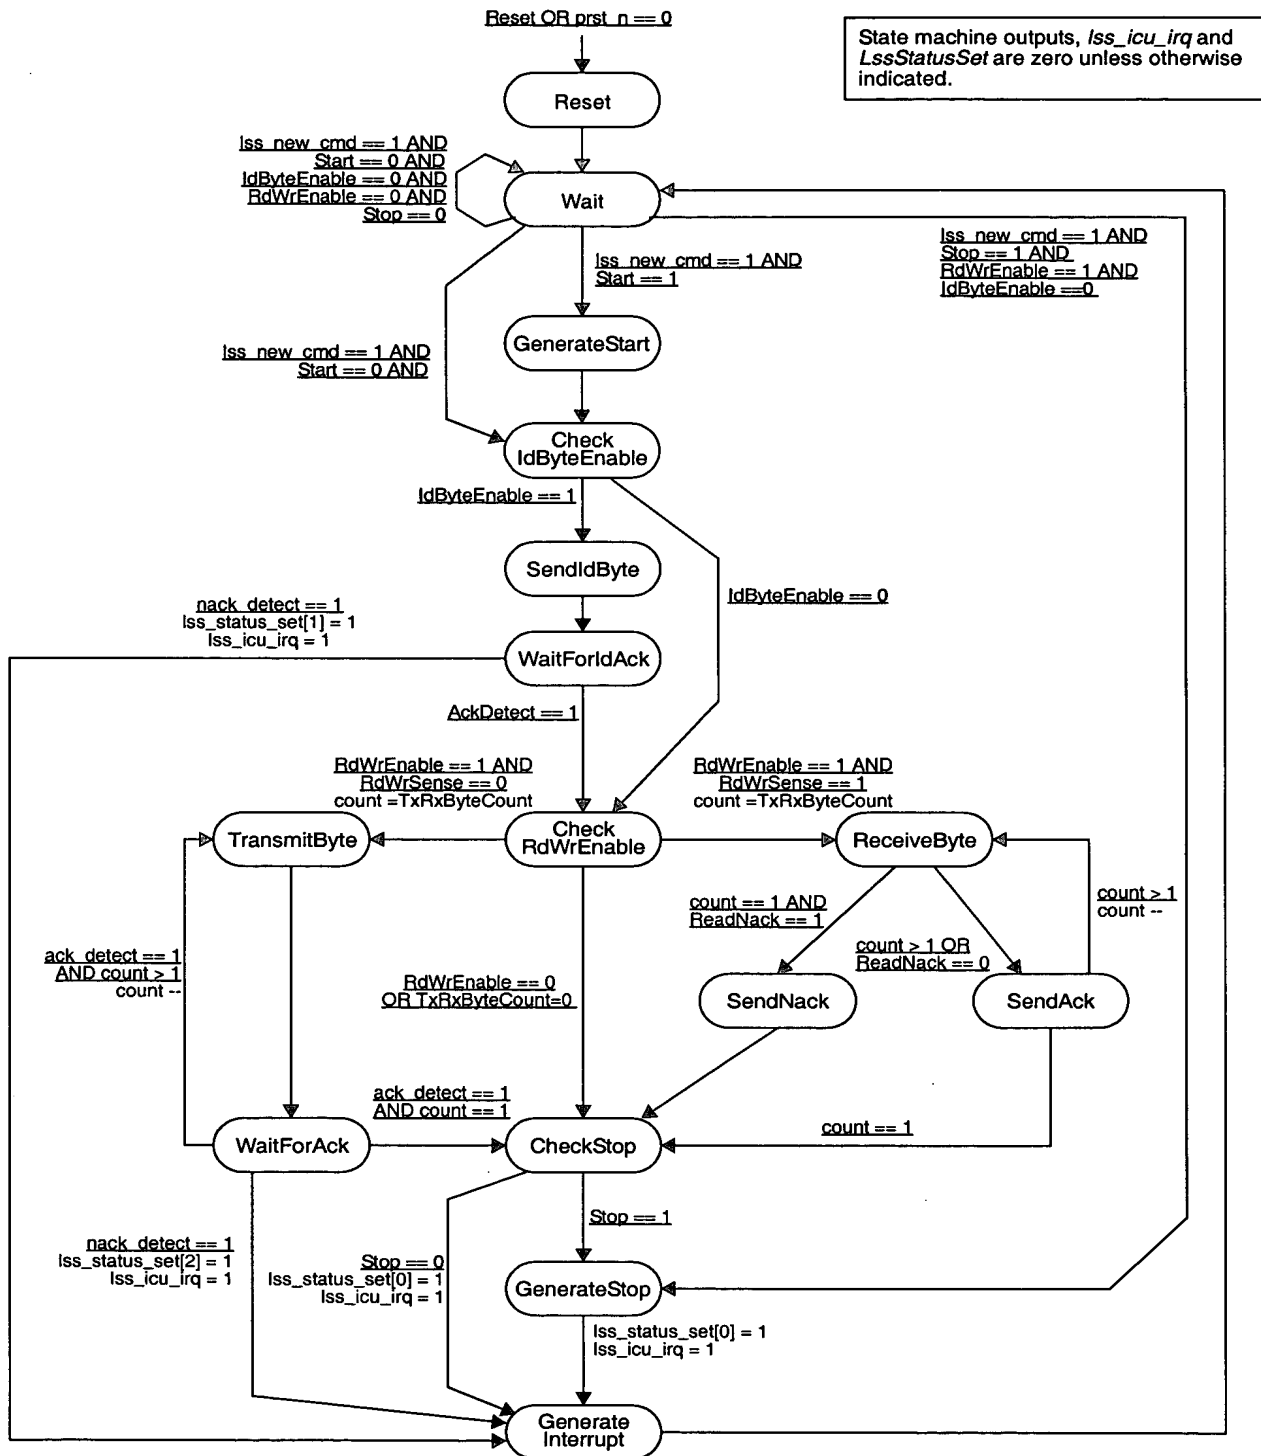 Reset OR prst_n == 0
State machine outputs, lss_icu_irq and
LssStatusSet are zero unless otherwise
indicated.
Reset
lss_new_cmd == 1 AND
Start == 0 AND
IdByteEnable == 0 AND
RdWrEnable == 0 AND
Stop == 0
Wait
lss_new_cmd == 1 AND
Stop == 1 AND
RdWrEnable == 1 AND
IdByteEnable ==0
lss_new_cmd == 1 AND
Start == 1
GenerateStart
lss_new_cmd == 1 AND
Start == 0 AND
Check
IdByteEnable
IdByteEnable == 1
SendIdByte
IdByteEnable == 0
nack_detect == 1
lss_status_set[1] = 1
lss_icu_irq = 1
WaitForIdAck
AckDetect == 1
RdWrEnable == 1 AND
RdWrSense == 0
count =TxRxByteCount
RdWrEnable == 1 AND
RdWrSense == 1
count =TxRxByteCount
TransmitByte
Check
RdWrEnable
ReceiveByte
count == 1 AND
ReadNack == 1
count > 1
count --
count > 1 OR
ReadNack == 0
ack_detect == 1
AND count > 1
count --
RdWrEnable == 0
OR TxRxByteCount=0
SendNack
SendAck
ack_detect == 1
AND count == 1
count == 1
WaitForAck
CheckStop
Stop == 1
nack_detect == 1
lss_status_set[2] = 1
lss_icu_irq = 1
Stop == 0
lss_status_set[0] = 1
lss_icu_irq = 1
GenerateStop
lss_status_set[0] = 1
lss_icu_irq = 1
Generate
Interrupt